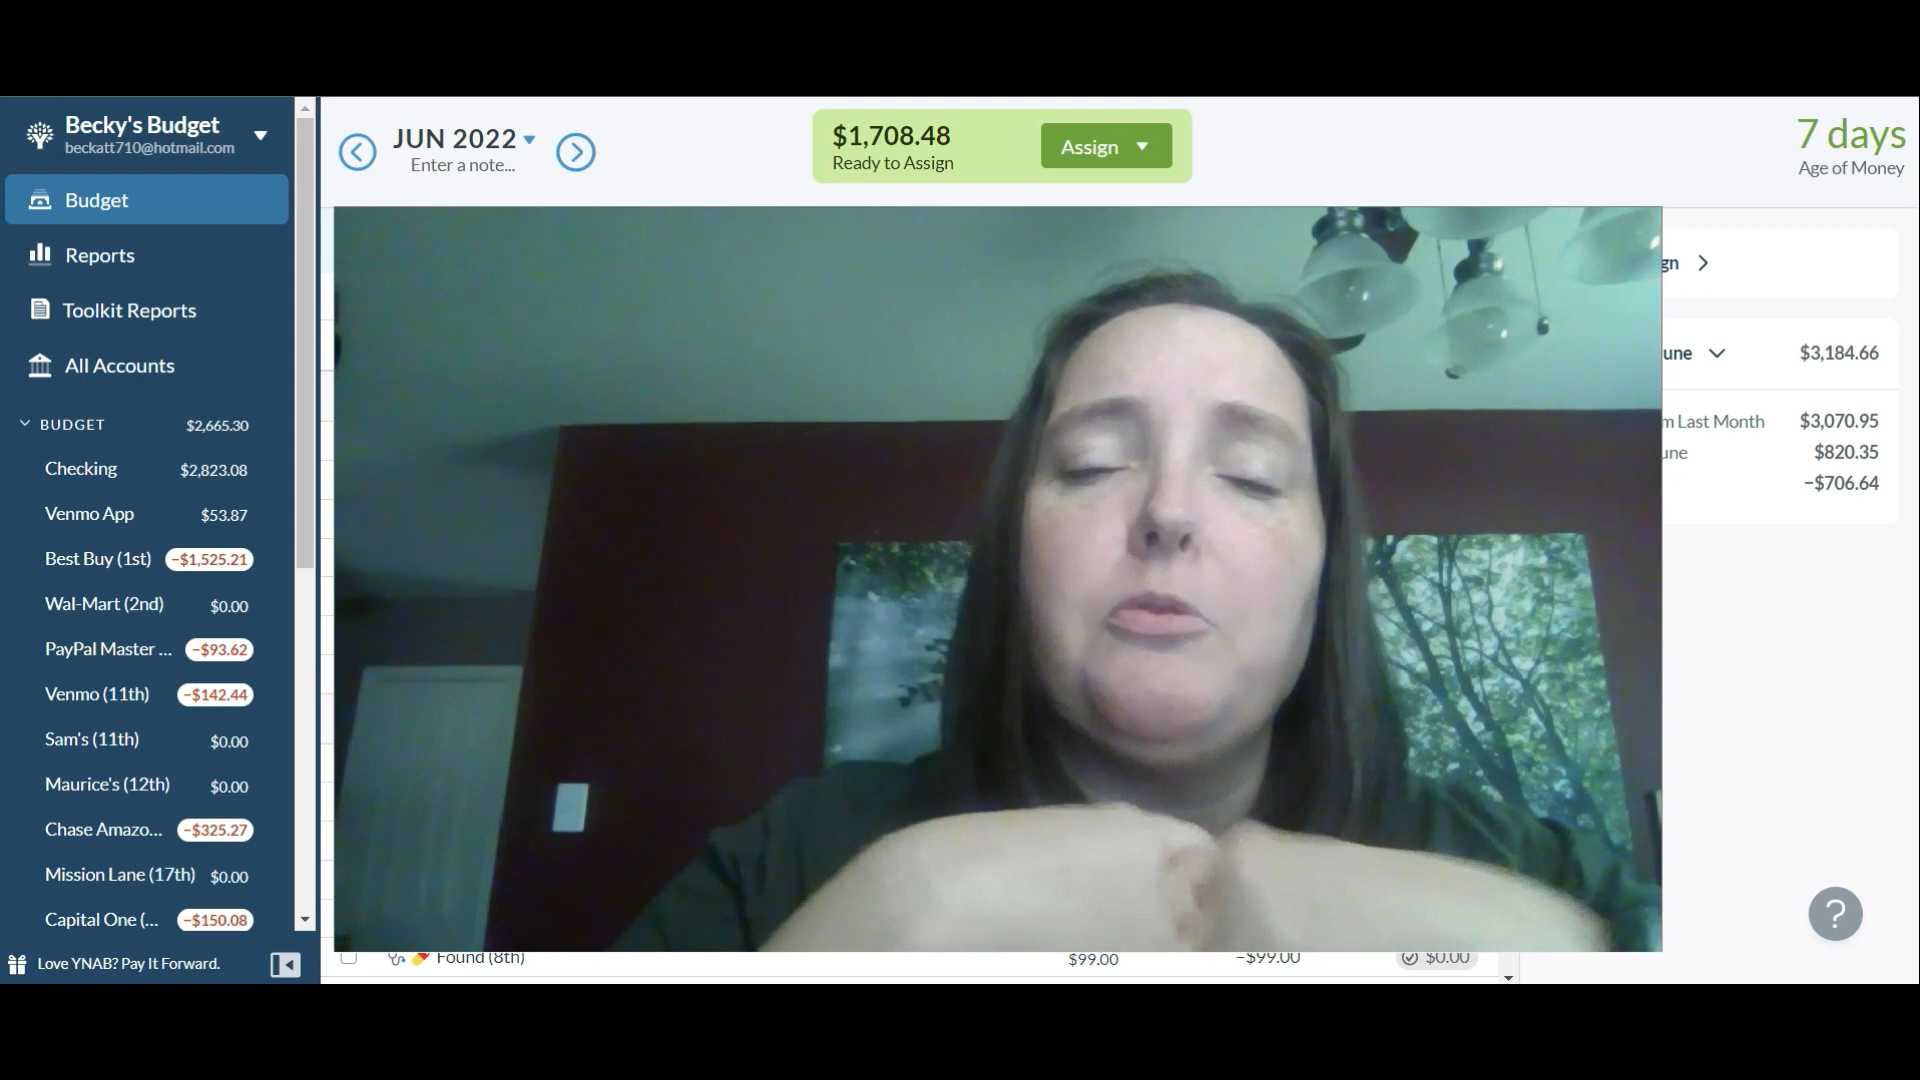 Becky's Budget
beckatt710@hotmail.com
Budget
Reports
Toolkit Reports
All Accounts
BUDGET $2,665.30
Checking $2,823.08
Venmo App $53.87
Best Buy (1st) −$1,525.21
Wal-Mart (2nd) $0.00
PayPal Master ... −$93.62
Venmo (11th) −$142.44
Sam's (11th) $0.00
Maurice's (12th) $0.00
Chase Amazo... −$325.27
Mission Lane (17th) $0.00
Capital One (... −$150.08
Love YNAB? Pay It Forward.
JUN 2022
Enter a note...
$1,708.48
Ready to Assign
Assign
7 days
Age of Money
gn
une $3,184.66
m Last Month $3,070.95
une $820.35
−$706.64
?
Found (8th) $99.00 −$99.00 $0.00